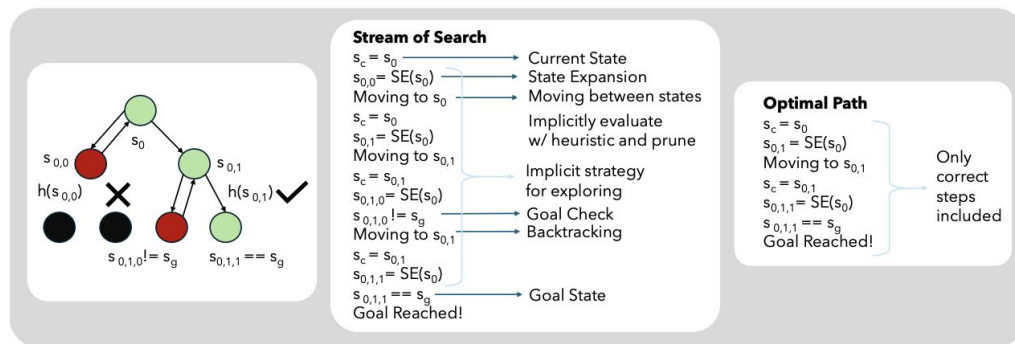 s0
s 0,0
s 0,1
h(s0,0)
h(s0,1)
s 0,1,0 != sg
s 0,1,1 == sg
Stream of Search
sc = s0
s0,0 = SE(s0)
Moving to s0
sc = s0
s0,1 = SE(s0)
Moving to s0,1
sc = s0,1
s0,1,0 = SE(s0)
s0,1,0 != sg
Moving to s0,1
sc = s0,1
s0,1,1 = SE(s0)
s0,1,1 == sg
Goal Reached!
Current State
State Expansion
Moving between states
Implicitly evaluate
w/ heuristic and prune
Implicit strategy
for exploring
Goal Check
Backtracking
Goal State
Optimal Path
sc = s0
s0,1 = SE(s0)
Moving to s0,1
sc = s0,1
s0,1,1 = SE(s0)
s 0,1,1 == sg
Goal Reached!
Only
correct
steps
included